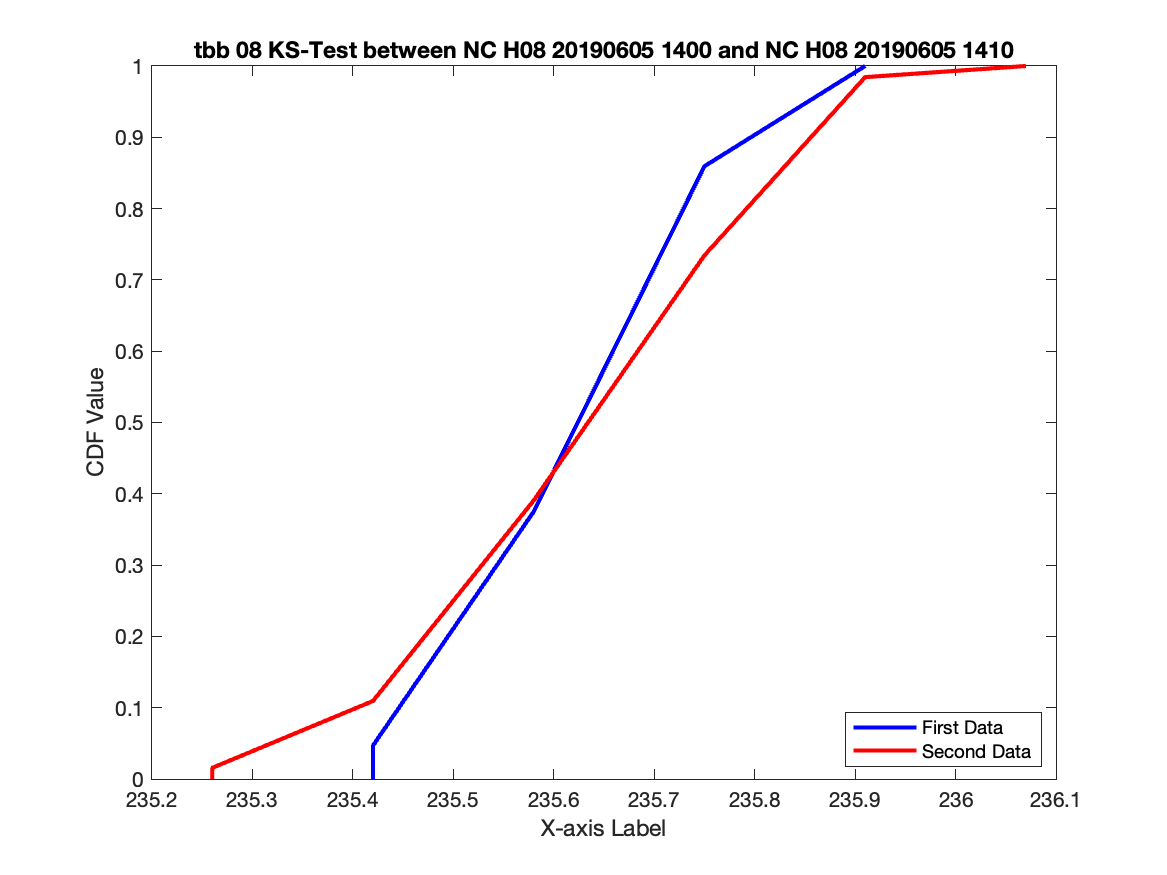 tbb 08 KS-Test between NC H08 20190605 1400 and NC H08 20190605 1410
1
0.9
0.8
0.7
0.6
0.5
0.4
0.3
0.2
0.1
0
CDF Value
First Data
Second Data
235.2 235.3 235.4 235.5 235.6 235.7 235.8 235.9 236 236.1
X-axis Label